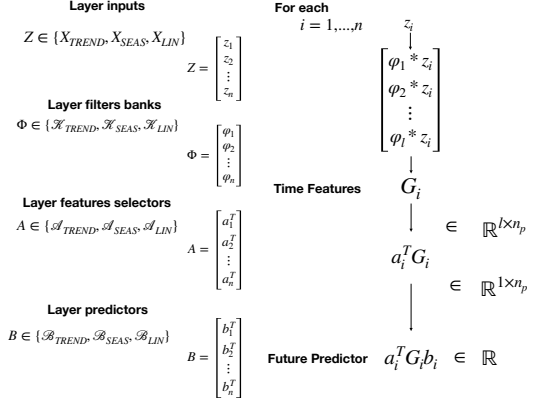 Layer inputs
Z ∈ {X_TREND, X_SEAS, X_LIN}
Z = [z_1
z_2
⋮
z_n]
Layer filters banks
Φ ∈ {𝒦_TREND, 𝒦_SEAS, 𝒦_LIN}
Φ = [φ_1
φ_2
⋮
φ_n]
Layer features selectors
A ∈ {𝒜_TREND, 𝒜_SEAS, 𝒜_LIN}
A = [a_1^T
a_2^T
⋮
a_n^T]
Layer predictors
B ∈ {ℬ_TREND, ℬ_SEAS, ℬ_LIN}
B = [b_1^T
b_2^T
⋮
b_n^T]
For each
i = 1,...,n
z_i
[φ_1 * z_i
φ_2 * z_i
⋮
φ_l * z_i]
Time Features G_i
∈ ℝ^{l×n_p}
a_i^T G_i
∈ ℝ^{1×n_p}
Future Predictor a_i^T G_i b_i ∈ ℝ